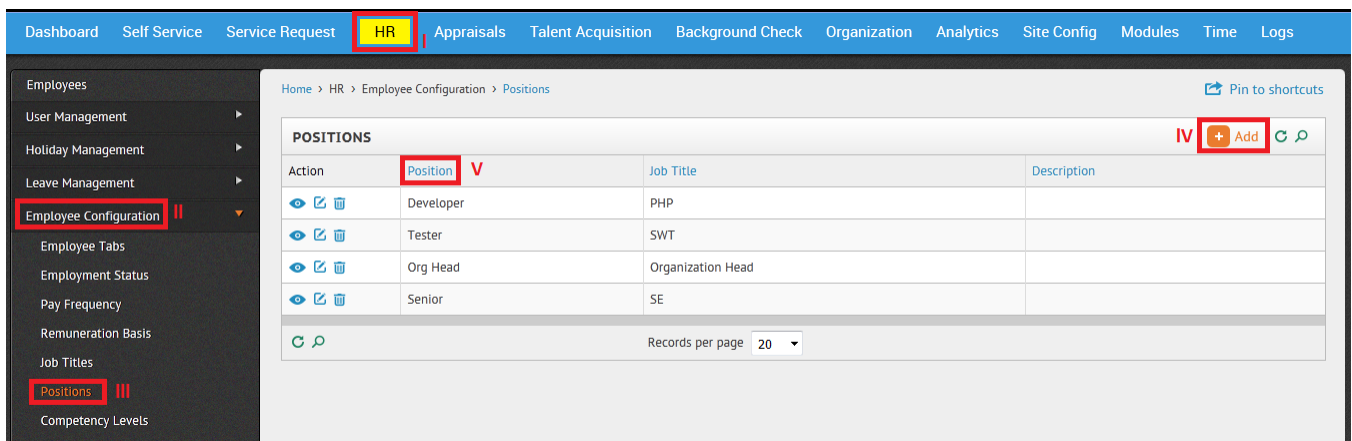 Dashboard Self Service Service Request HR I Appraisals Talent Acquisition Background Check Organization Analytics Site Config Modules Time Logs
Employees
User Management
Holiday Management
Leave Management
Employee Configuration II
Employee Tabs
Employment Status
Pay Frequency
Remuneration Basis
Job Titles
Positions III
Competency Levels
Home > HR > Employee Configuration > Positions
Pin to shortcuts
POSITIONS
IV + Add
Action Position V Job Title Description
Developer PHP
Tester SWT
Org Head Organization Head
Senior SE
Records per page 20